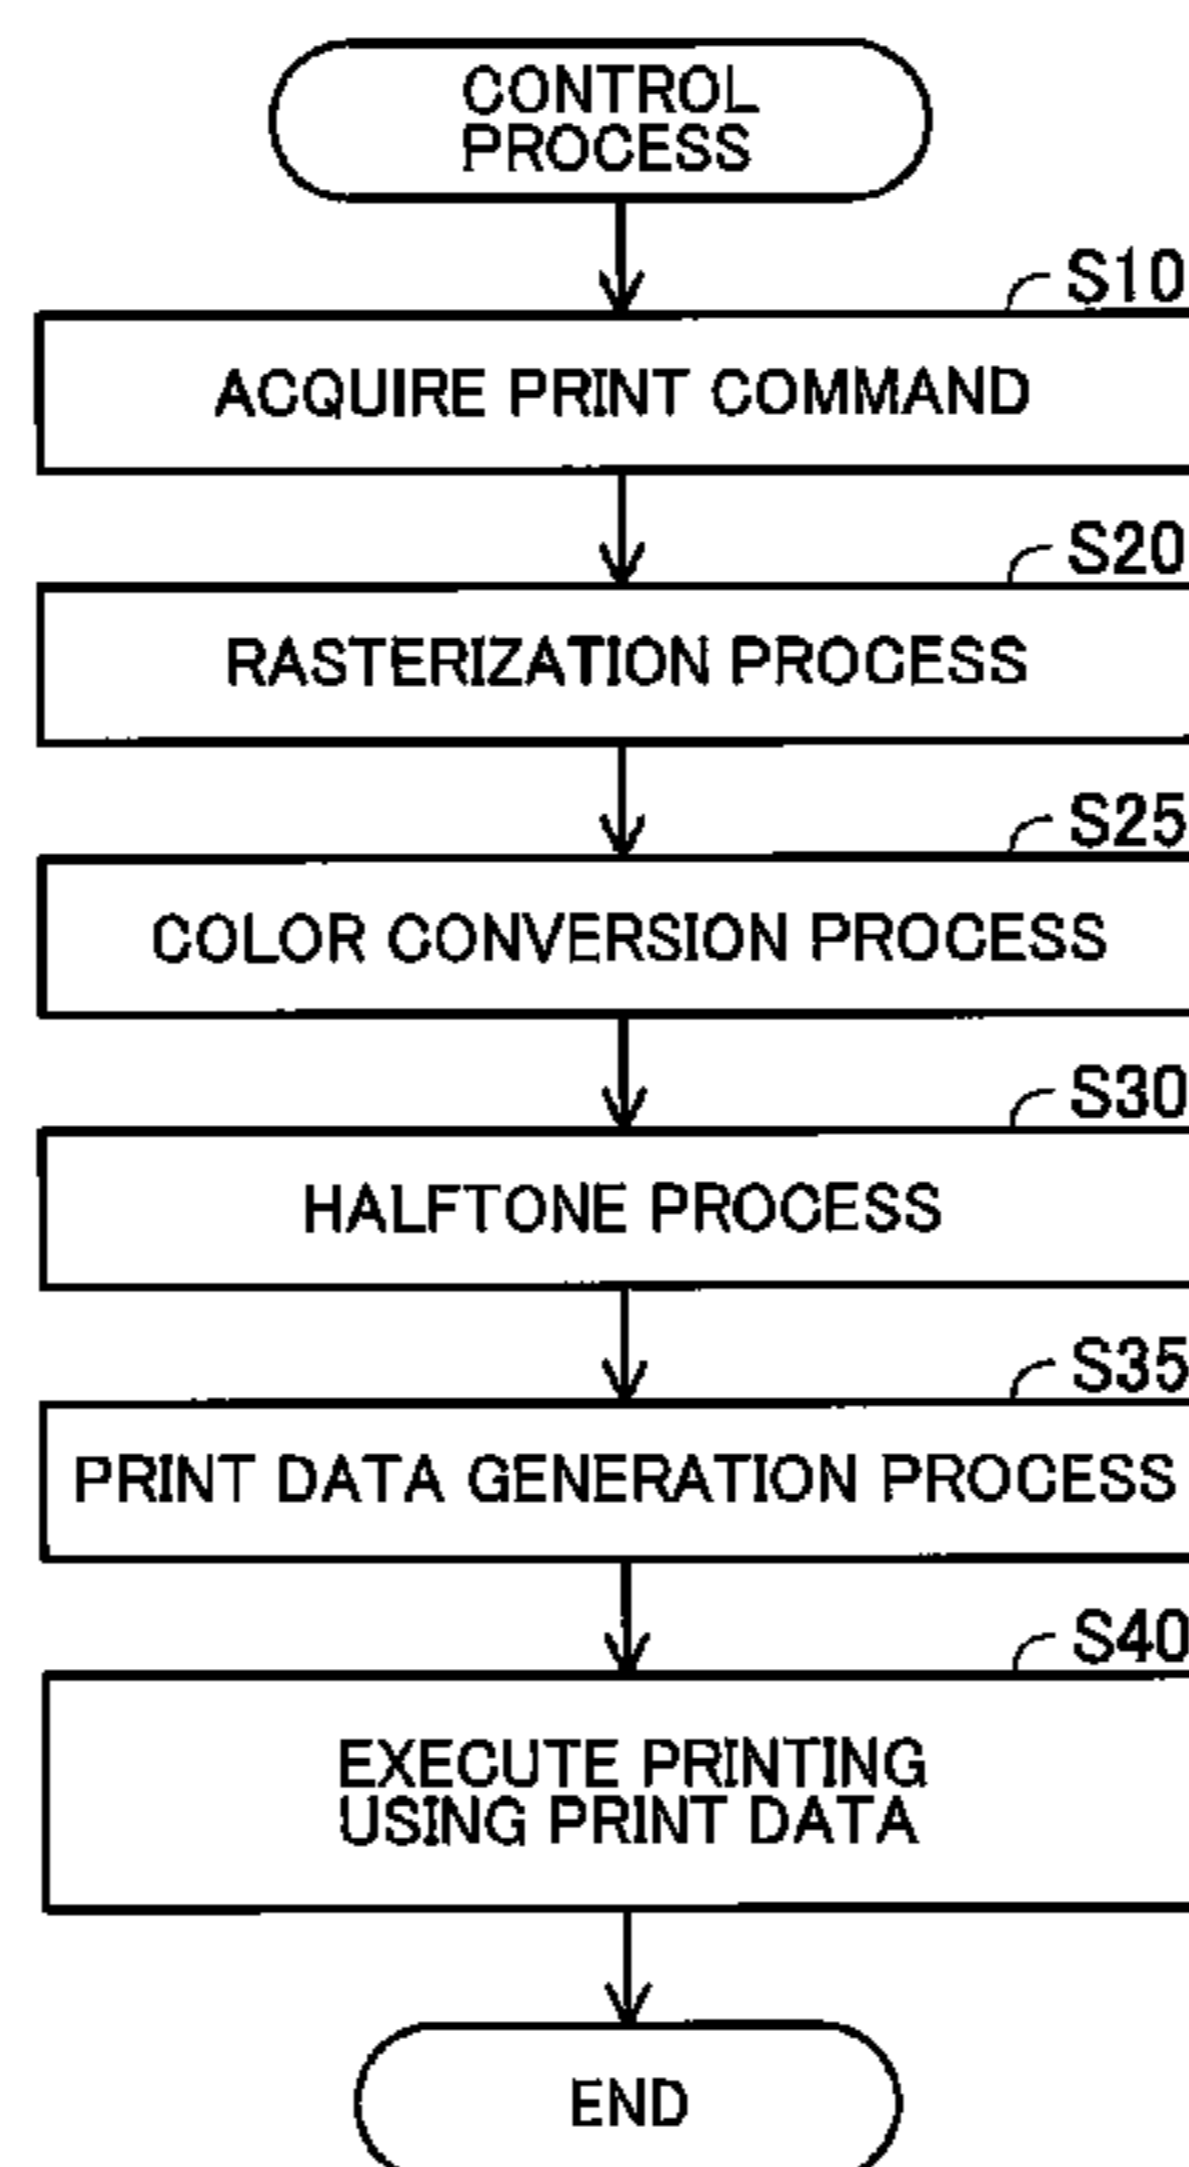 CONTROL
PROCESS
S10
ACQUIRE PRINT COMMAND
S20
RASTERIZATION PROCESS
S25
COLOR CONVERSION PROCESS
S30
HALFTONE PROCESS
S35
PRINT DATA GENERATION PROCESS
S40
EXECUTE PRINTING
USING PRINT DATA
END